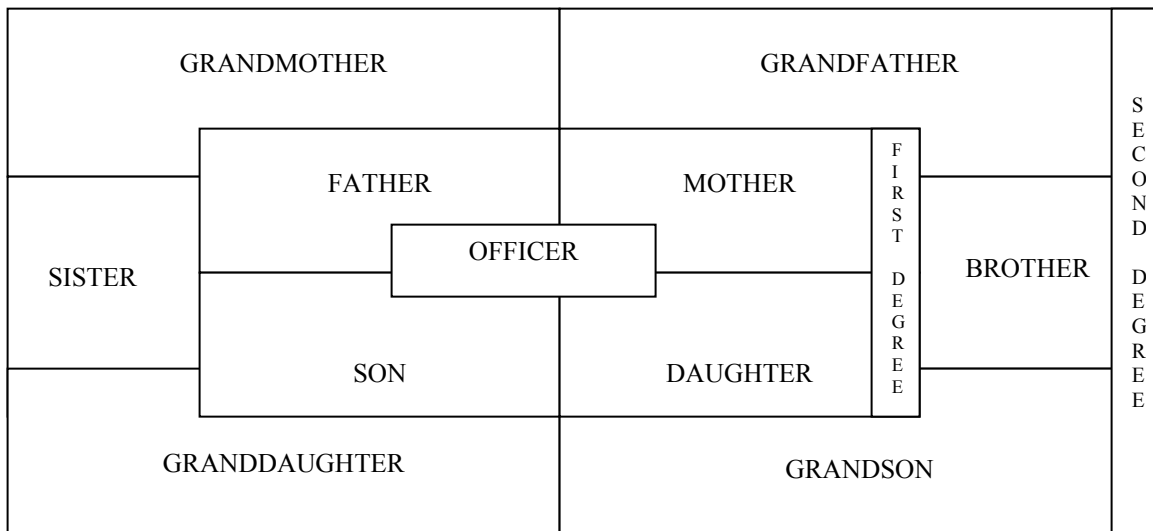 GRANDMOTHER
GRANDFATHER
FATHER
MOTHER
OFFICER
SISTER
BROTHER
SON
DAUGHTER
GRANDDAUGHTER
GRANDSON
FIRST DEGREE
SECOND DEGREE